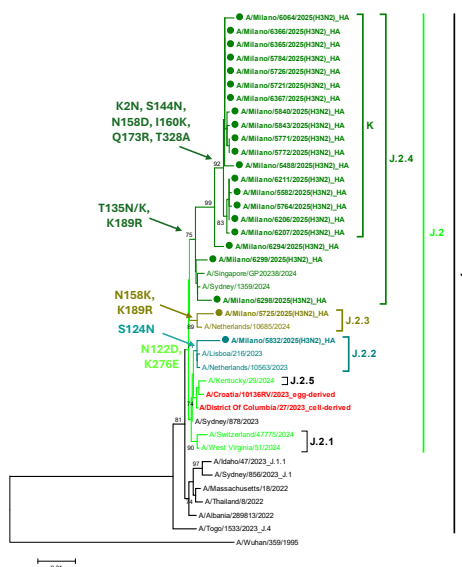 A/Milano/6064/2025(H3N2)_HA
A/Milano/6366/2025(H3N2)_HA
A/Milano/6365/2025(H3N2)_HA
A/Milano/5784/2025(H3N2)_HA
A/Milano/5726/2025(H3N2)_HA
A/Milano/5721/2025(H3N2)_HA
A/Milano/6367/2025(H3N2)_HA
K2N, S144N,
N158D, I160K,
Q173R, T328A
A/Milano/5840/2025(H3N2)_HA
A/Milano/5843/2025(H3N2)_HA
K
A/Milano/5771/2025(H3N2)_HA
A/Milano/5772/2025(H3N2)_HA
J.2.4
92
A/Milano/5488/2025(H3N2)_HA
A/Milano/6211/2025(H3N2)_HA
A/Milano/5582/2025(H3N2)_HA
99
A/Milano/5764/2025(H3N2)_HA
T135N/K,
K189R
83
A/Milano/6206/2025(H3N2)_HA
A/Milano/6207/2025(H3N2)_HA
J.2
75
A/Milano/6294/2025(H3N2)_HA
A/Milano/6299/2025(H3N2)_HA
A/Singapore/GP20238/2024
A/Sydney/1359/2024
A/Milano/6298/2025(H3N2)_HA
N158K,
K189R
A/Milano/5725/2025(H3N2)_HA
J.2.3
89
A/Netherlands/10685/2024
S124N
A/Milano/5832/2025(H3N2)_HA
N122D,
K276E
A/Lisboa/216/2023
J.2.2
A/Netherlands/10563/2023
A/Kentucky/29/2024
J.2.5
A/Croatia/10136RV/2023_egg-derived
74
A/District Of Columbia/27/2023_cell-derived
81
A/Sydney/878/2023
A/Switzerland/47775/2024
J.2.1
90
A/West Virginia/51/2024
A/Idaho/47/2023_J.1.1
97
A/Sydney/856/2023_J.1
A/Massachusetts/18/2022
74
A/Thailand/8/2022
A/Albania/289813/2022
A/Togo/1533/2023_J.4
A/Wuhan/359/1995